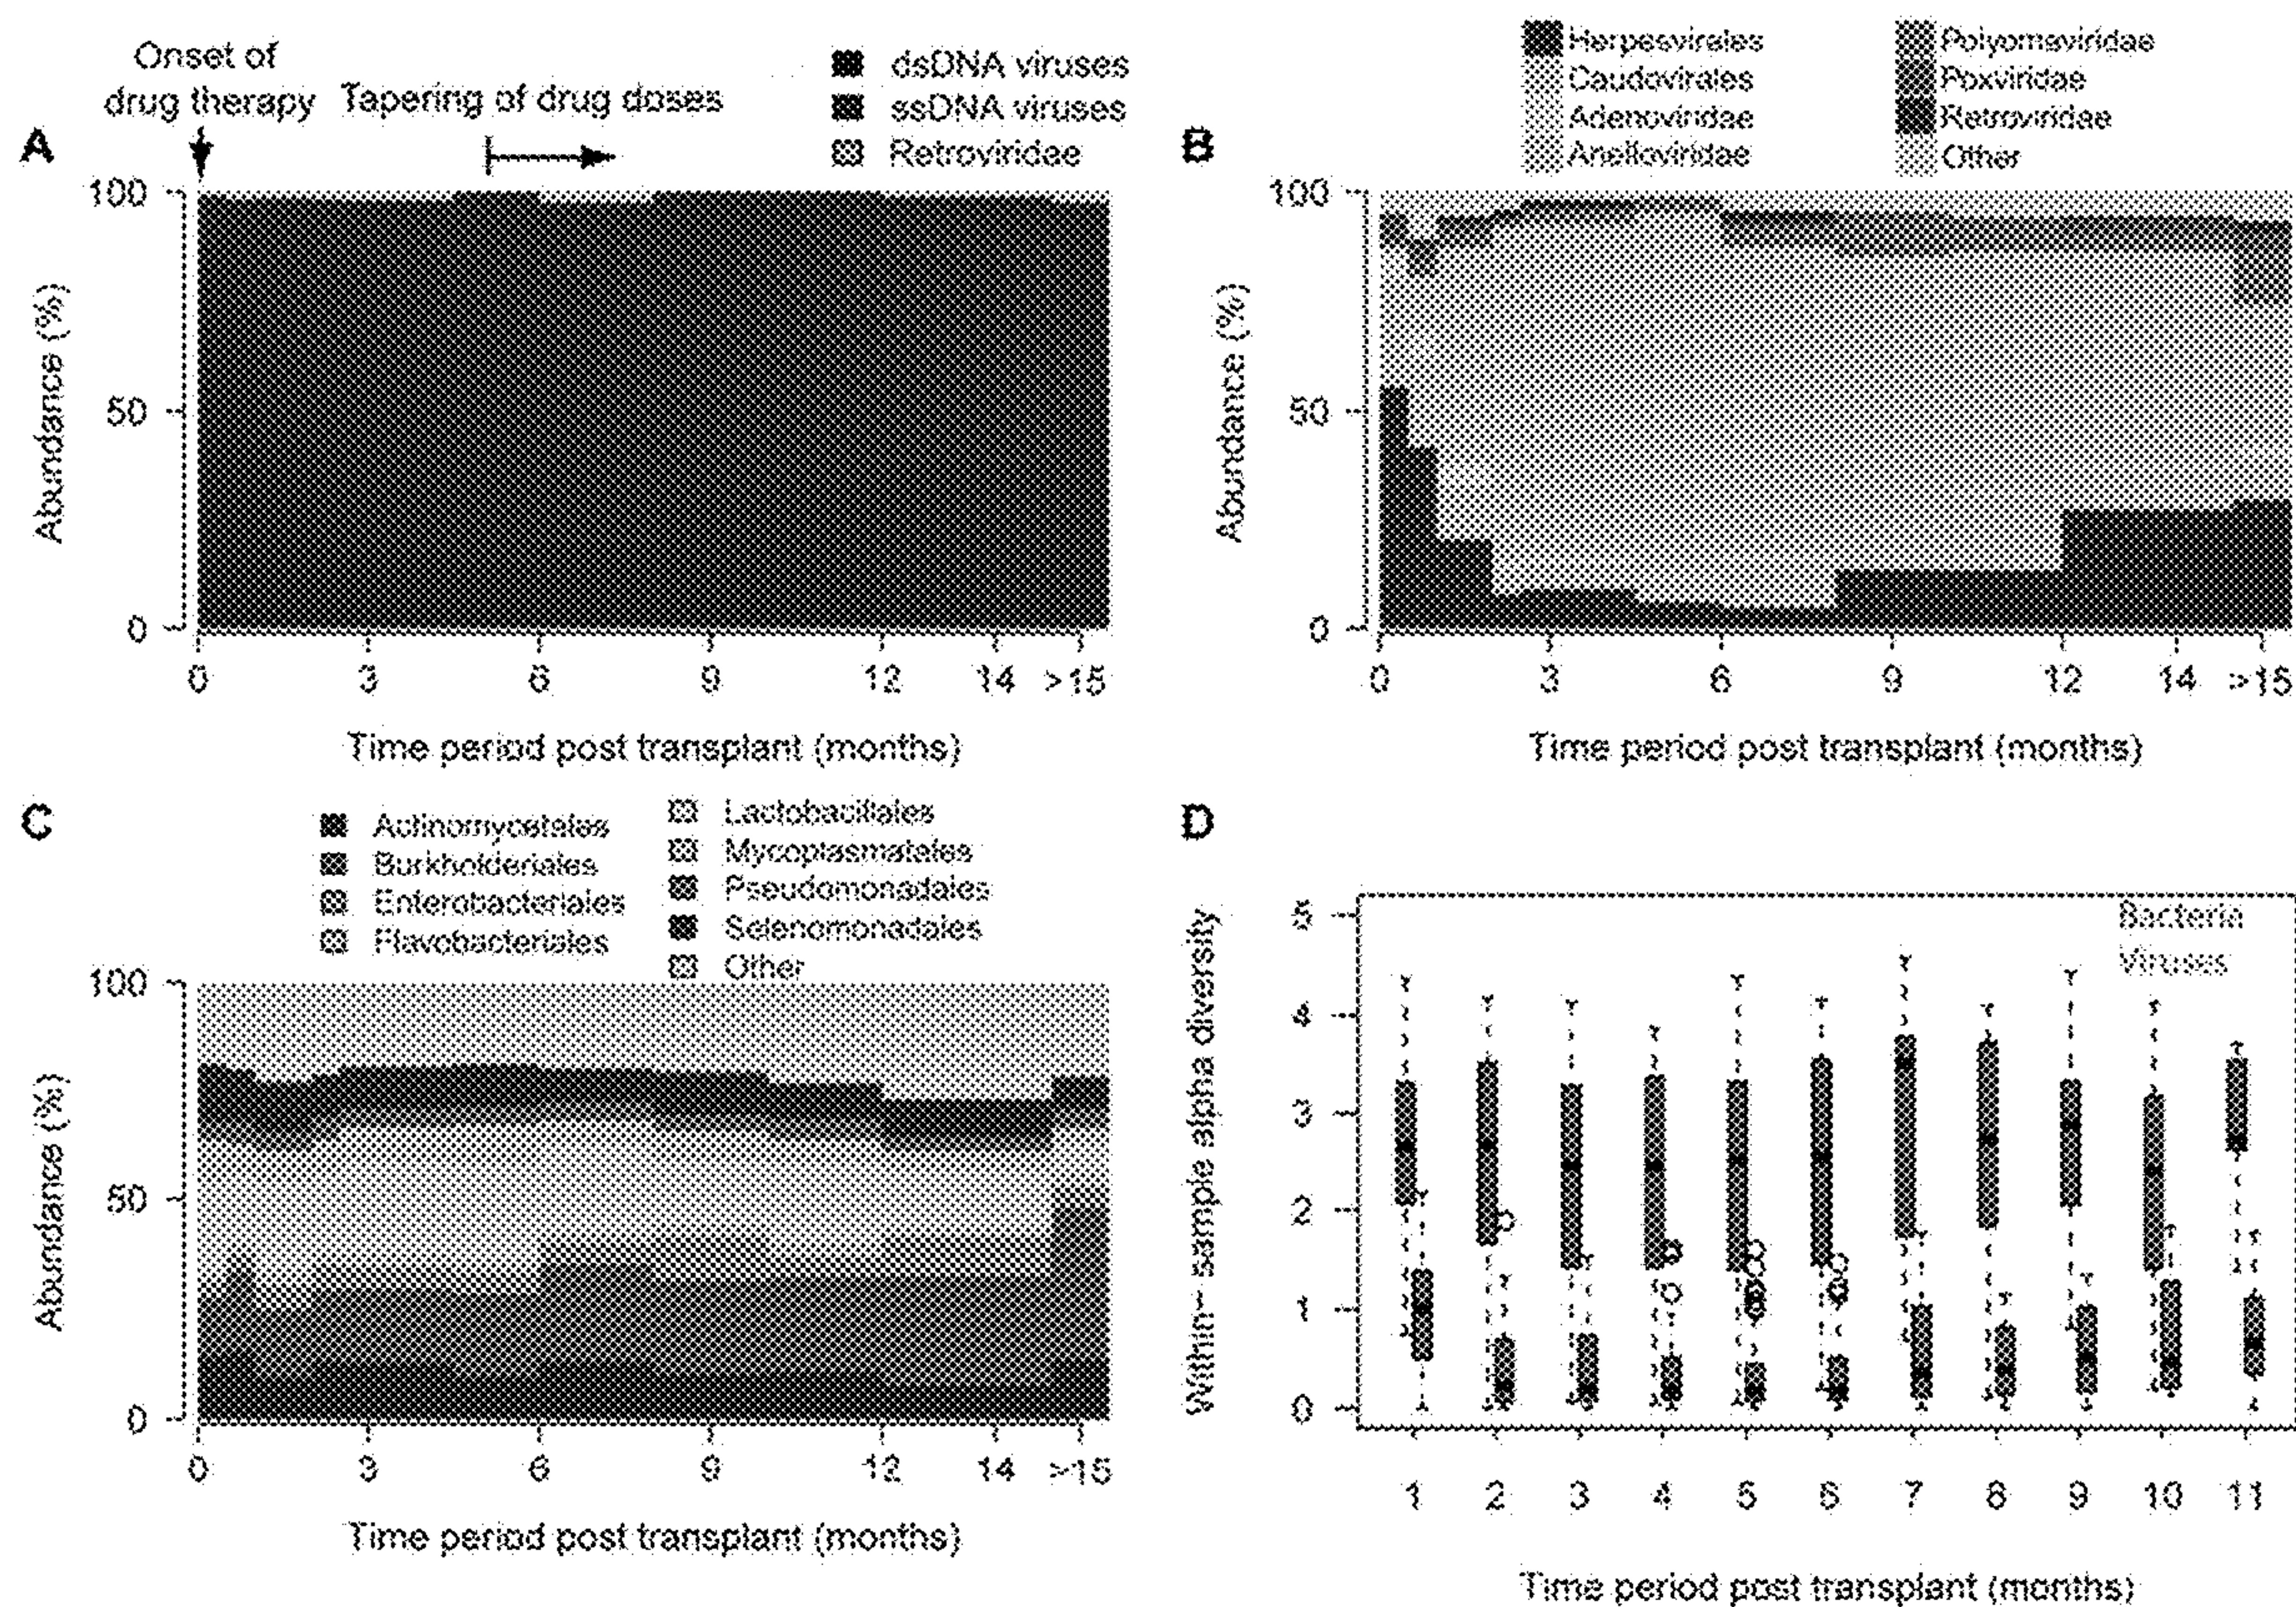 Onset of
drug therapy
Tapering of drug doses
dsDNA viruses
ssDNA viruses
Retroviridae
A
100
50
0
Abundance (%)
0 3 6 9 12 14 >15
Time period post transplant (months)
B
Herpesvirales
Caudovirales
Adenoviridae
Anelloviridae
Polyomaviridae
Poxviridae
Retroviridae
Other
100
50
0
Abundance (%)
0 3 6 9 12 14 >15
Time period post transplant (months)
C
Actinomycetales
Burkholderiales
Enterobacteriales
Flavobacteriales
Lactobacillales
Mycoplasmatales
Pseudomonadales
Selenomonadales
Other
100
50
0
Abundance (%)
0 3 6 9 12 14 >15
Time period post transplant (months)
D
Bacteria
Viruses
5
4
3
2
1
0
Within- sample alpha diversity
1 2 3 4 5 6 7 8 9 10 11
Time period post transplant (months)